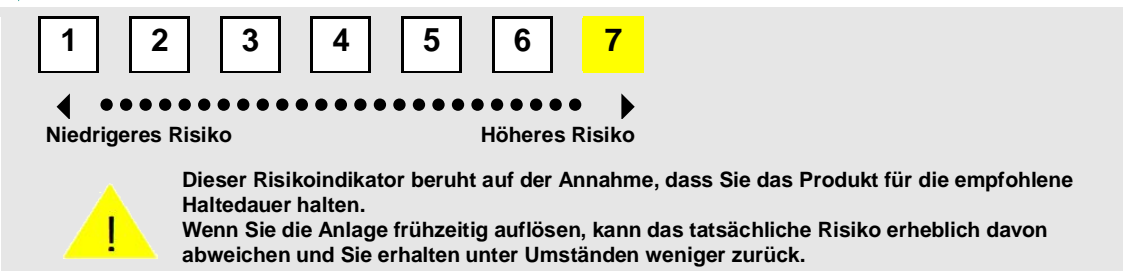 1 2 3 4 5 6 7
Niedrigeres Risiko Höheres Risiko
Dieser Risikoindikator beruht auf der Annahme, dass Sie das Produkt für die empfohlene
Haltedauer halten.
!
Wenn Sie die Anlage frühzeitig auflösen, kann das tatsächliche Risiko erheblich davon
abweichen und Sie erhalten unter Umständen weniger zurück.